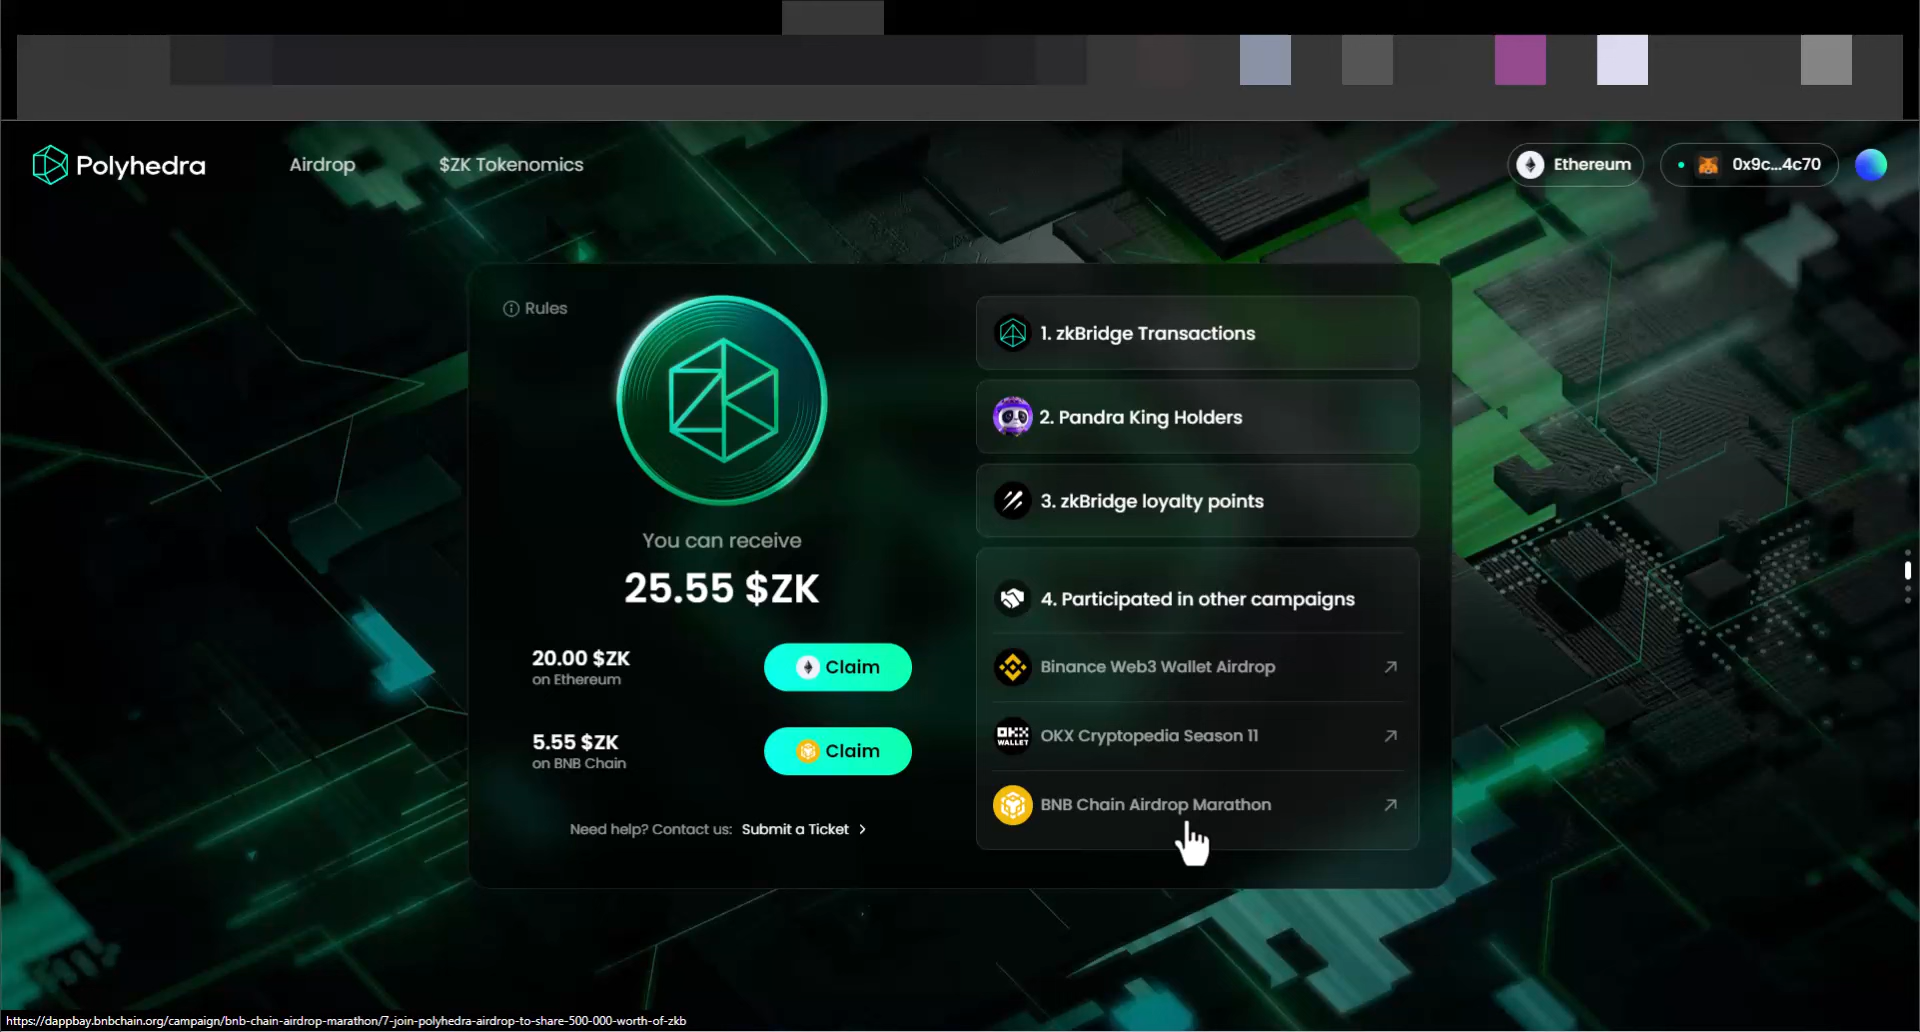 Polyhedra
Airdrop
$ZK Tokenomics
Ethereum
0x9c...4c70
Rules
You can receive
25.55 $ZK
20.00 $ZK
on Ethereum
Claim
5.55 $ZK
on BNB Chain
Claim
Need help? Contact us: Submit a Ticket >
1. zkBridge Transactions
2. Pandra King Holders
3. zkBridge loyalty points
4. Participated in other campaigns
Binance Web3 Wallet Airdrop
OKX WALLET
OKX Cryptopedia Season 11
BNB Chain Airdrop Marathon
https://dappbay.bnbchain.org/campaign/bnb-chain-airdrop-marathon/7-join-polyhedra-airdrop-to-share-500-000-worth-of-zkb